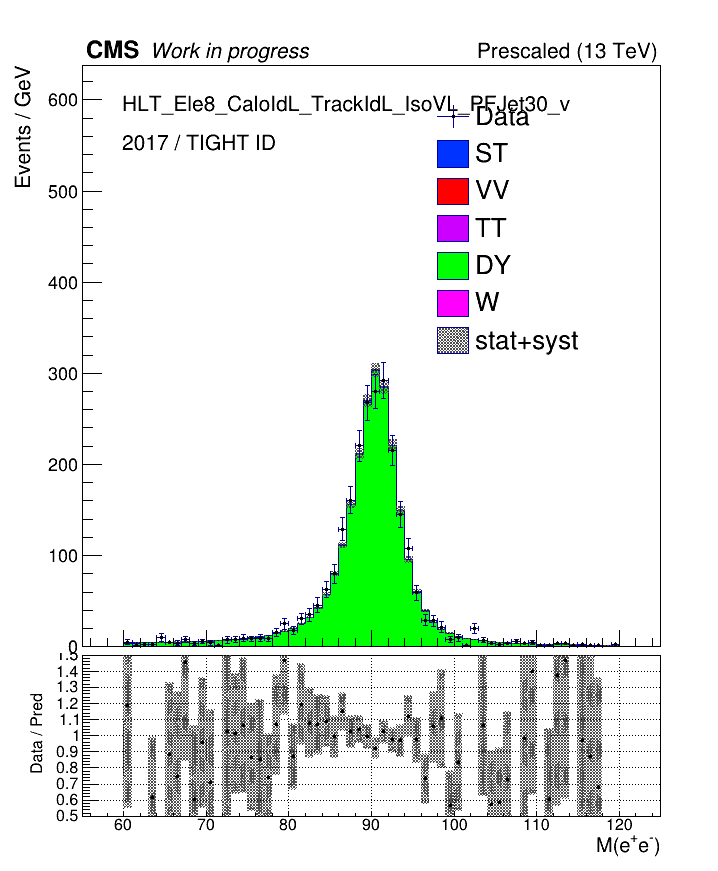 CMS Work in progress Prescaled (13 TeV)
Events / GeV
HLT_Ele8_CaloIdL_TrackIdL_IsoVL_PFJet30_v
2017 / TIGHT ID
Data
ST
VV
TT
DY
W
stat+syst
600
500
400
300
200
100
0
Data / Pred
1.5
1.4
1.3
1.2
1.1
1
0.9
0.8
0.7
0.6
0.5
60 70 80 90 100 110 120
M(e⁺e⁻)